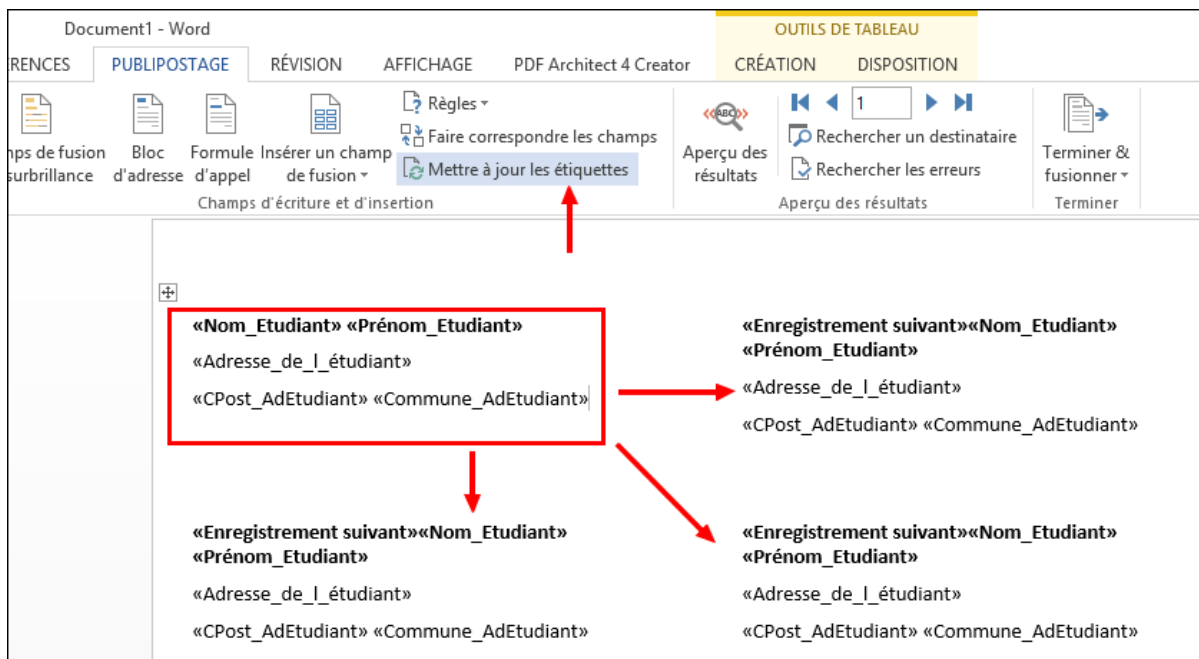 Document1 - Word
OUTILS DE TABLEAU
RENCES PUBLIPOSTAGE RÉVISION AFFICHAGE PDF Architect 4 Creator CRÉATION DISPOSITION
Règles
1
Faire correspondre les champs
Rechercher un destinataire
nps de fusion Bloc Formule Insérer un champ
surbrillance d'adresse d'appel de fusion
Mettre à jour les étiquettes
«ABC»
Aperçu des
résultats
Rechercher les erreurs
Terminer &
fusionner
Champs d'écriture et d'insertion
Aperçu des résultats
Terminer
«Nom_Etudiant» «Prénom_Etudiant»
«Adresse_de_l_étudiant»
«CPost_AdEtudiant» «Commune_AdEtudiant»
«Enregistrement suivant»«Nom_Etudiant»
«Prénom_Etudiant»
«Adresse_de_l_étudiant»
«CPost_AdEtudiant» «Commune_AdEtudiant»
«Enregistrement suivant»«Nom_Etudiant»
«Prénom_Etudiant»
«Adresse_de_l_étudiant»
«CPost_AdEtudiant» «Commune_AdEtudiant»
«Enregistrement suivant»«Nom_Etudiant»
«Prénom_Etudiant»
«Adresse_de_l_étudiant»
«CPost_AdEtudiant» «Commune_AdEtudiant»